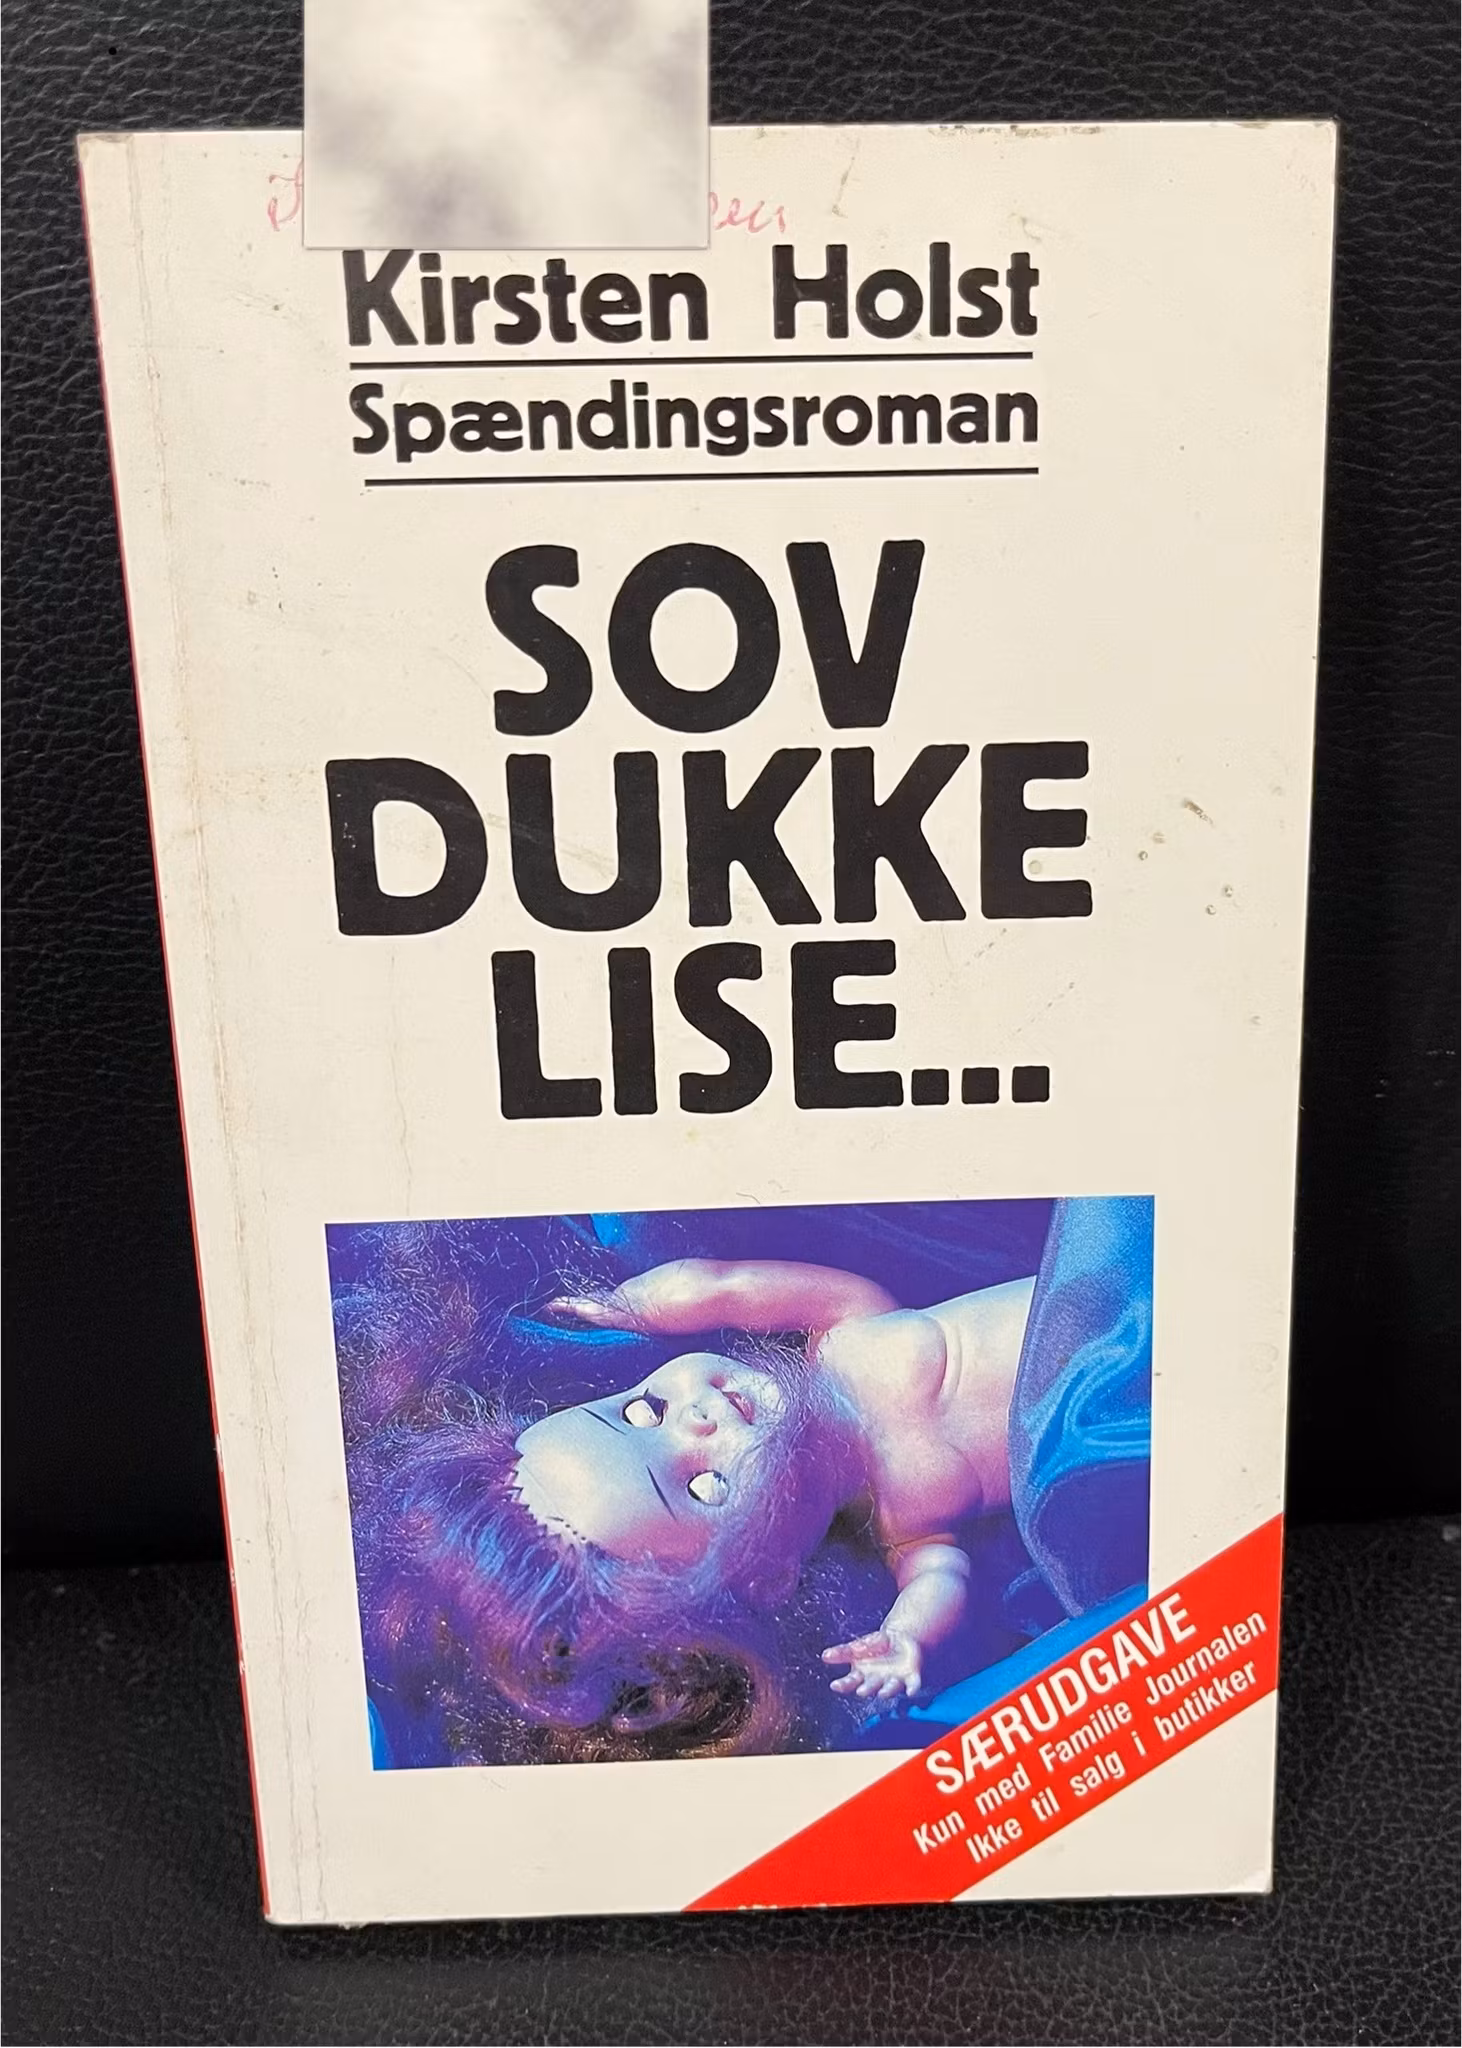 Kirsten Holst
Spændingsroman
SOV
DUKKE
LISE...
SÆRUDGAVE
Kun med Familie Journalen
Ikke til salg i butikker